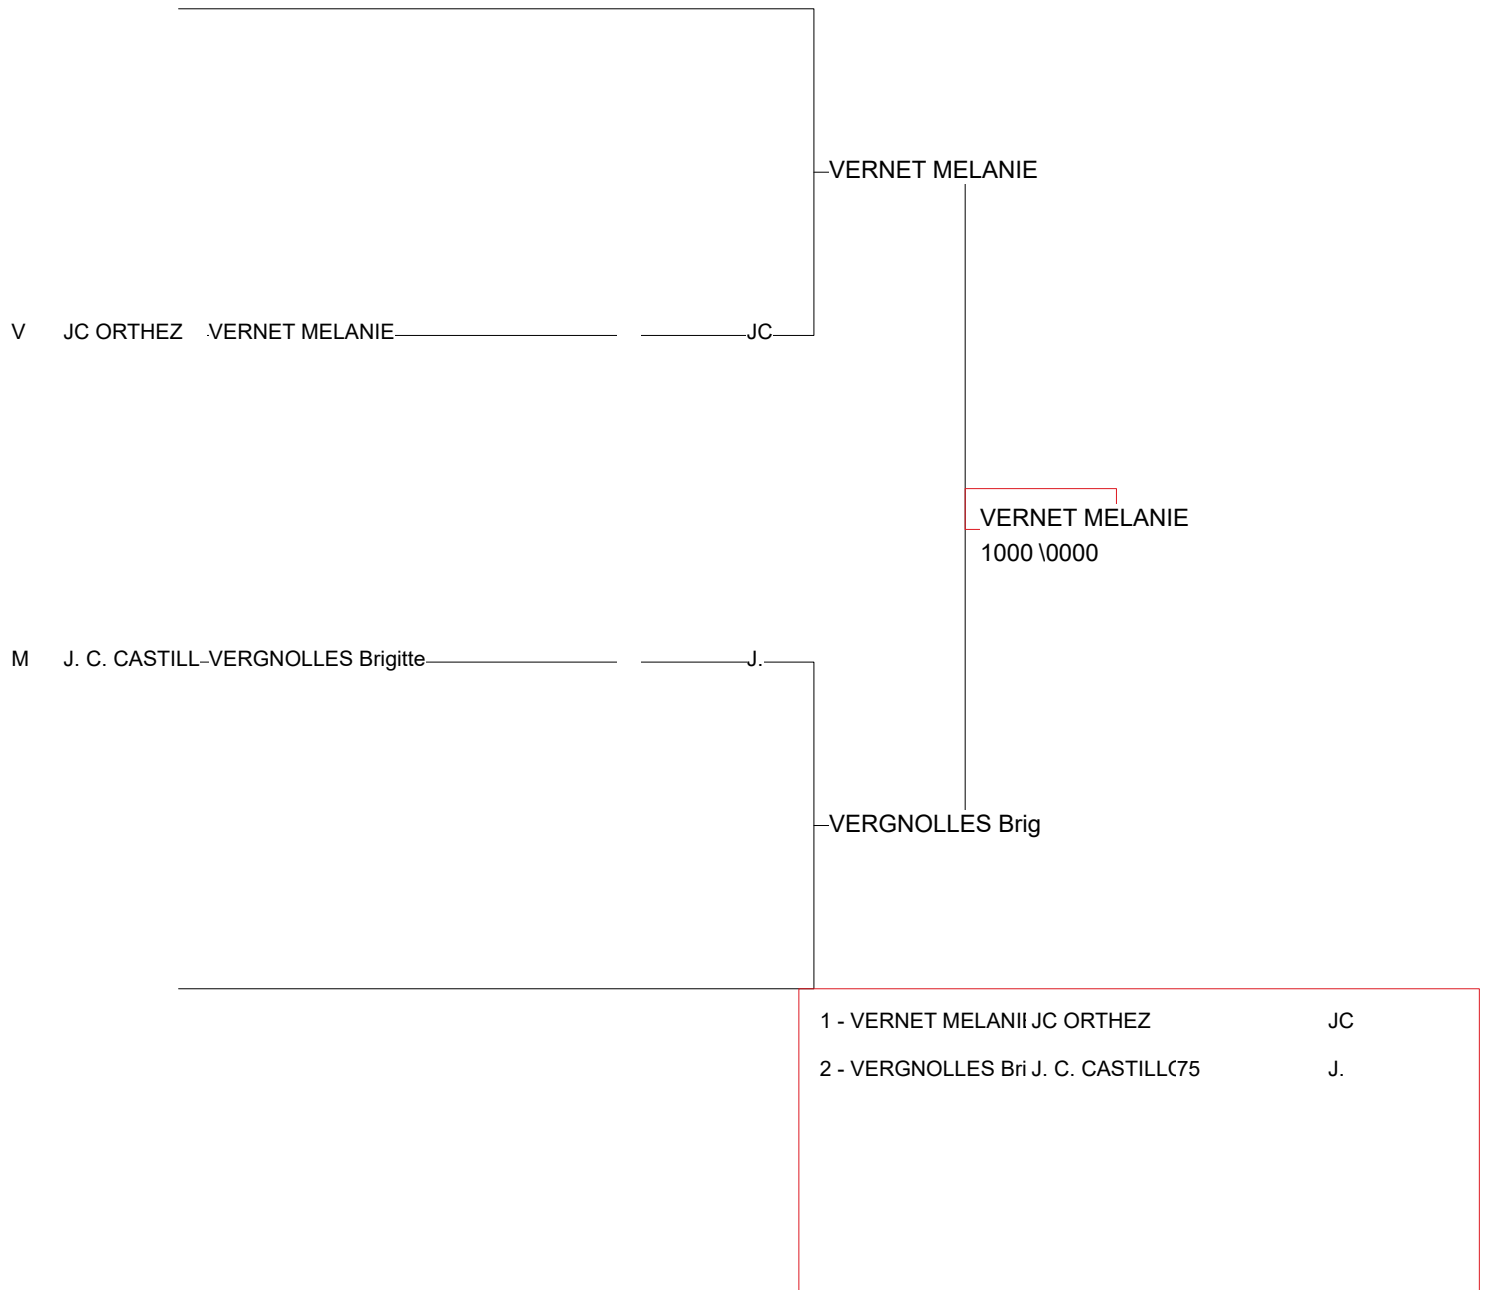 VERNET MELANIE
V JC ORTHEZ VERNET MELANIE JC
VERNET MELANIE
1000 \0000
M J. C. CASTILL VERGNOLLES Brigitte J.
VERGNOLLES Brig
1 - VERNET MELANI JC ORTHEZ JC
2 - VERGNOLLES Bri J. C. CASTILL 75 J.